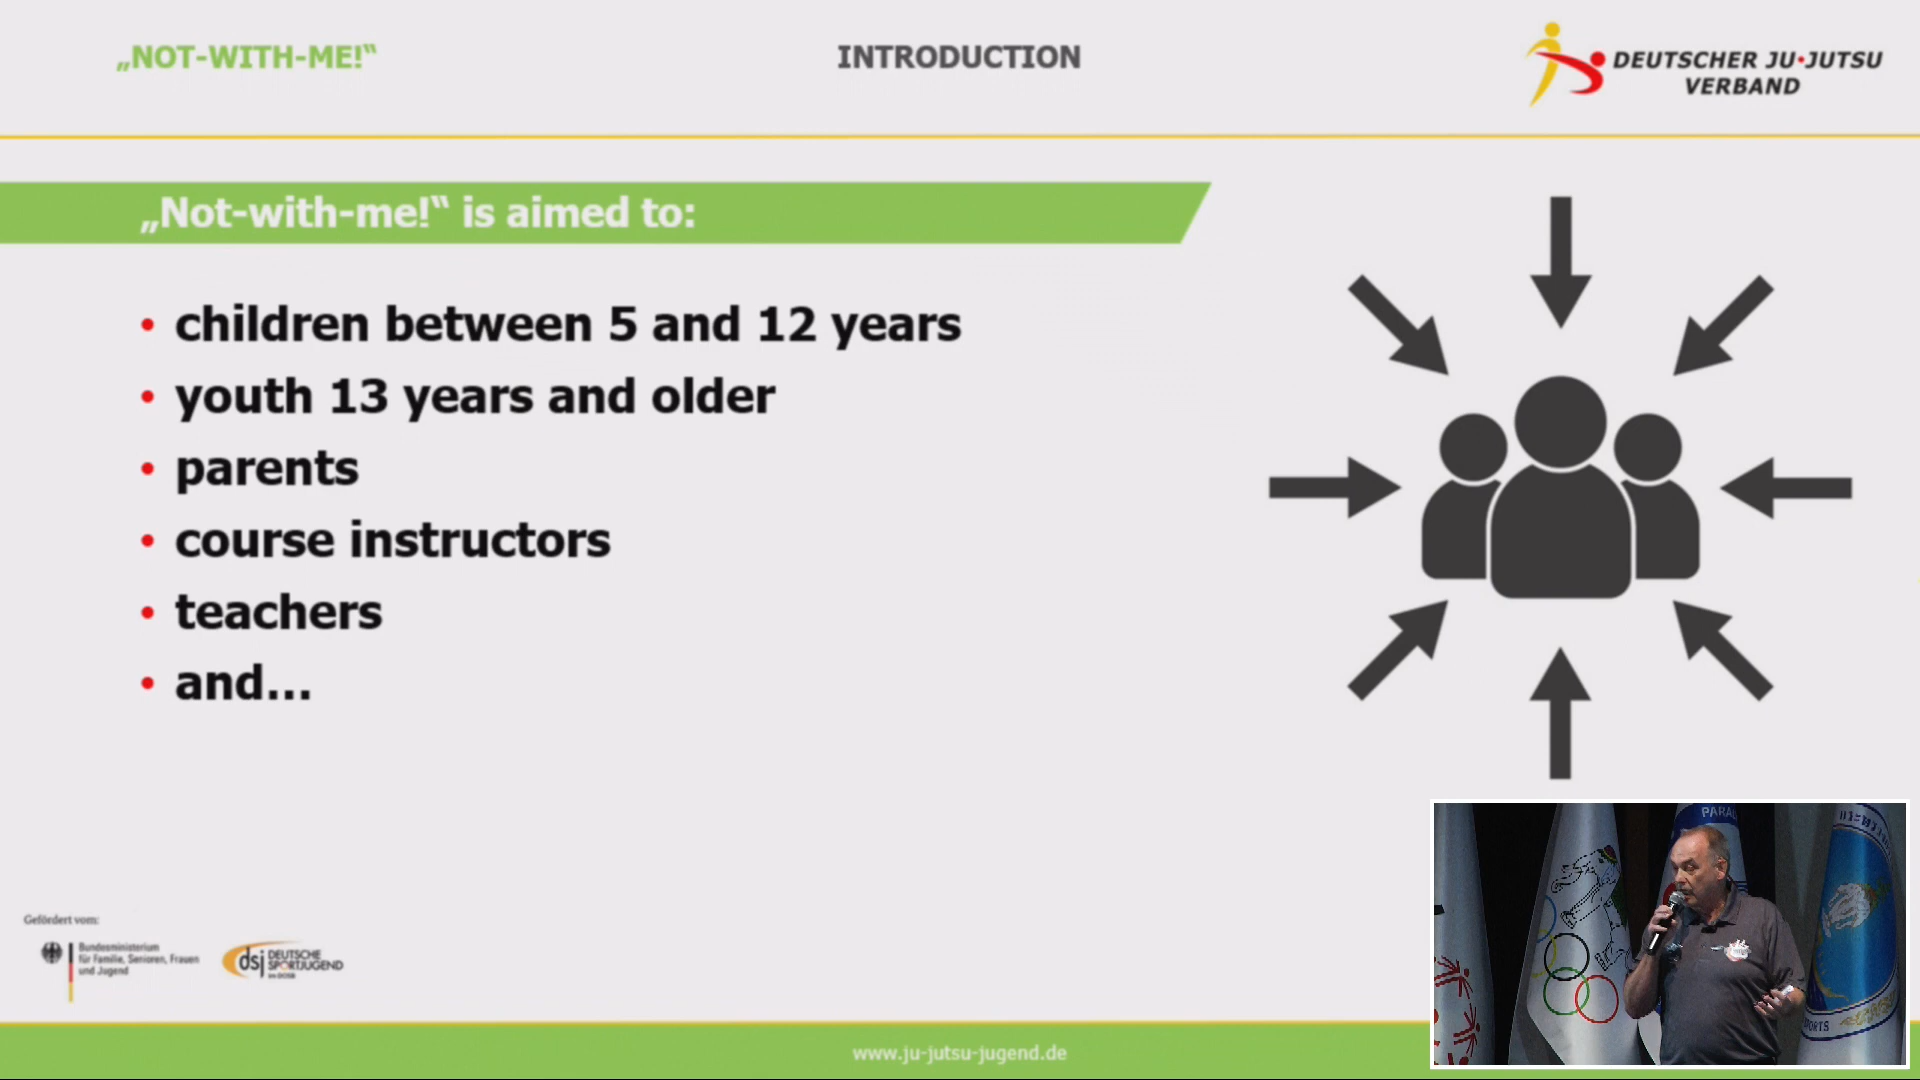 „NOT-WITH-ME!“
INTRODUCTION
DEUTSCHER JU•JUTSU
VERBAND
„Not-with-me!“ is aimed to:
• children between 5 and 12 years
• youth 13 years and older
• parents
• course instructors
• teachers
• and...
Gefördert vom:
Bundesministerium
für Familie, Senioren, Frauen
und Jugend
dsj DEUTSCHE
SPORTJUGEND
im DOSB
www.ju-jutsu-jugend.de